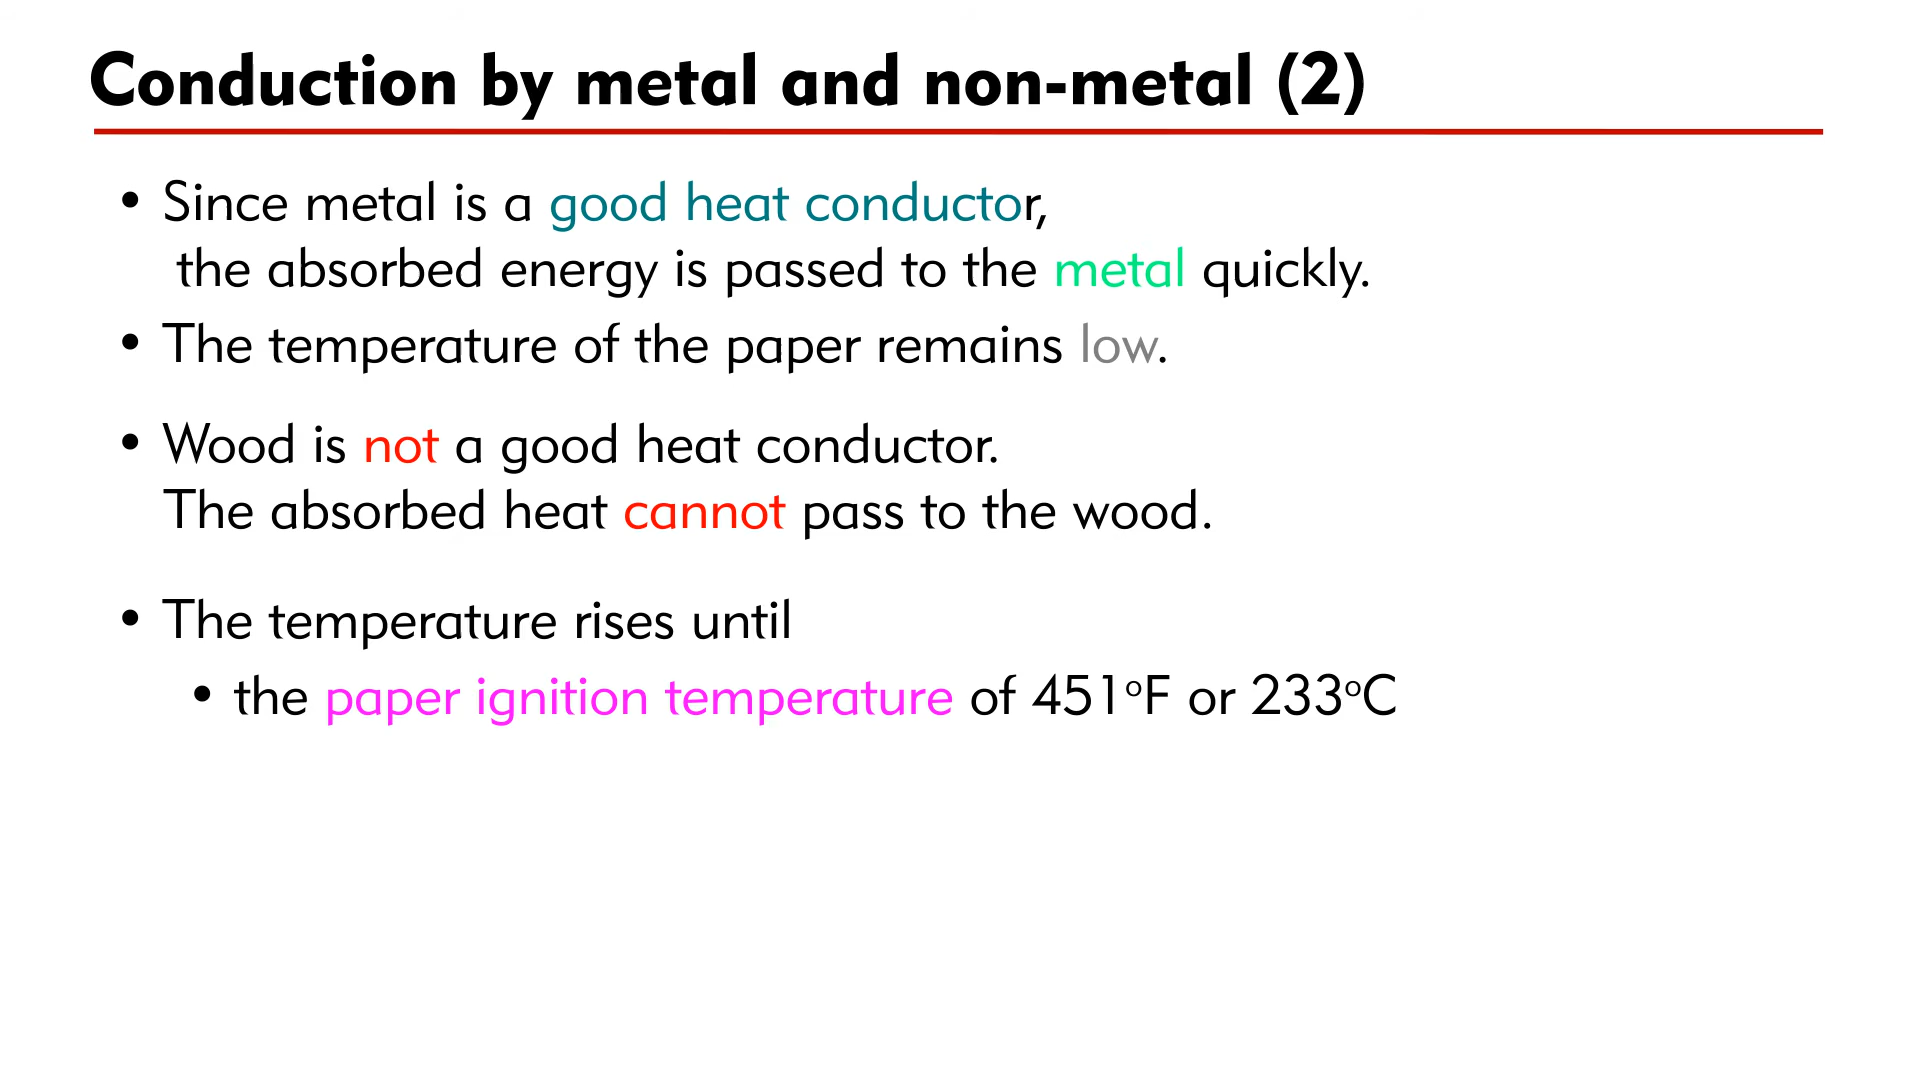 Conduction by metal and non-metal (2)
• Since metal is a good heat conductor,
the absorbed energy is passed to the metal quickly.
• The temperature of the paper remains low.
• Wood is not a good heat conductor.
The absorbed heat cannot pass to the wood.
• The temperature rises until
• the paper ignition temperature of 451°F or 233°C